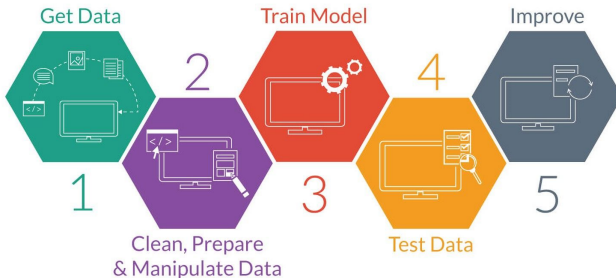 Get Data
1
2
Clean, Prepare
& Manipulate Data
Train Model
3
4
Test Data
Improve
5